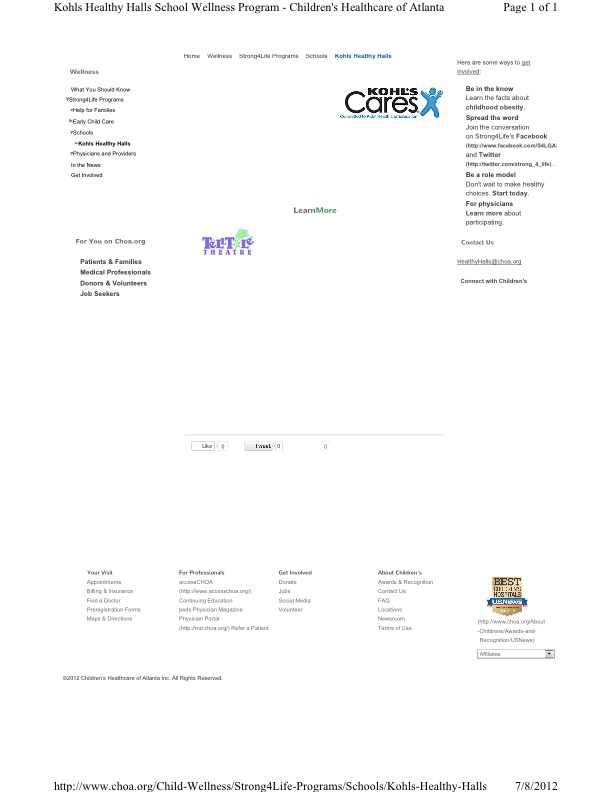 Kohls Healthy Halls School Wellness Program - Children's Healthcare of Atlanta
Page 1 of 1
Home Wellness Strong4Life Programs Schools Kohls Healthy Halls
Wellness
What You Should Know
Strong4Life Programs
Help for Families
Early Child Care
Schools
Kohls Healthy Halls
Physicians and Providers
In the News
Get Involved
KOHL'S
Cares
Committed to Kids' Health and Education
LearnMore
For You on Choa.org
Patients & Families
Medical Professionals
Donors & Volunteers
Job Seekers
TELL TALE
THEATRE
Here are some ways to get
involved:
Be in the know
Learn the facts about
childhood obesity.
Spread the word
Join the conversation
on Strong4Life's Facebook
(http://www.facebook.com/S4LGA)
and Twitter
(http://twitter.com/strong_4_life) .
Be a role model
Don't wait to make healthy
choices. Start today.
For physicians
Learn more about
participating.
Contact Us
HealthyHalls@choa.org
Connect with Children's
Like 0 Tweet 0 0
Your Visit
Appointments
Billing & Insurance
Find a Doctor
Preregistration Forms
Maps & Directions
For Professionals
accessCHOA
(http://www.accesschoa.org/)
Continuing Education
peds Physician Magazine
Physician Portal
(http://md.choa.org/) Refer a Patient
Get Involved
Donate
Jobs
Social Media
Volunteer
About Children's
Awards & Recognition
Contact Us
FAQ
Locations
Newsroom
Terms of Use
BEST
CHILDREN'S
HOSPITALS
USNEWS
(http://www.choa.org/About
-Childrens/Awards-and-
Recognition/USNews)
Affiliates
©2012 Children's Healthcare of Atlanta Inc. All Rights Reserved.
http://www.choa.org/Child-Wellness/Strong4Life-Programs/Schools/Kohls-Healthy-Halls
7/8/2012